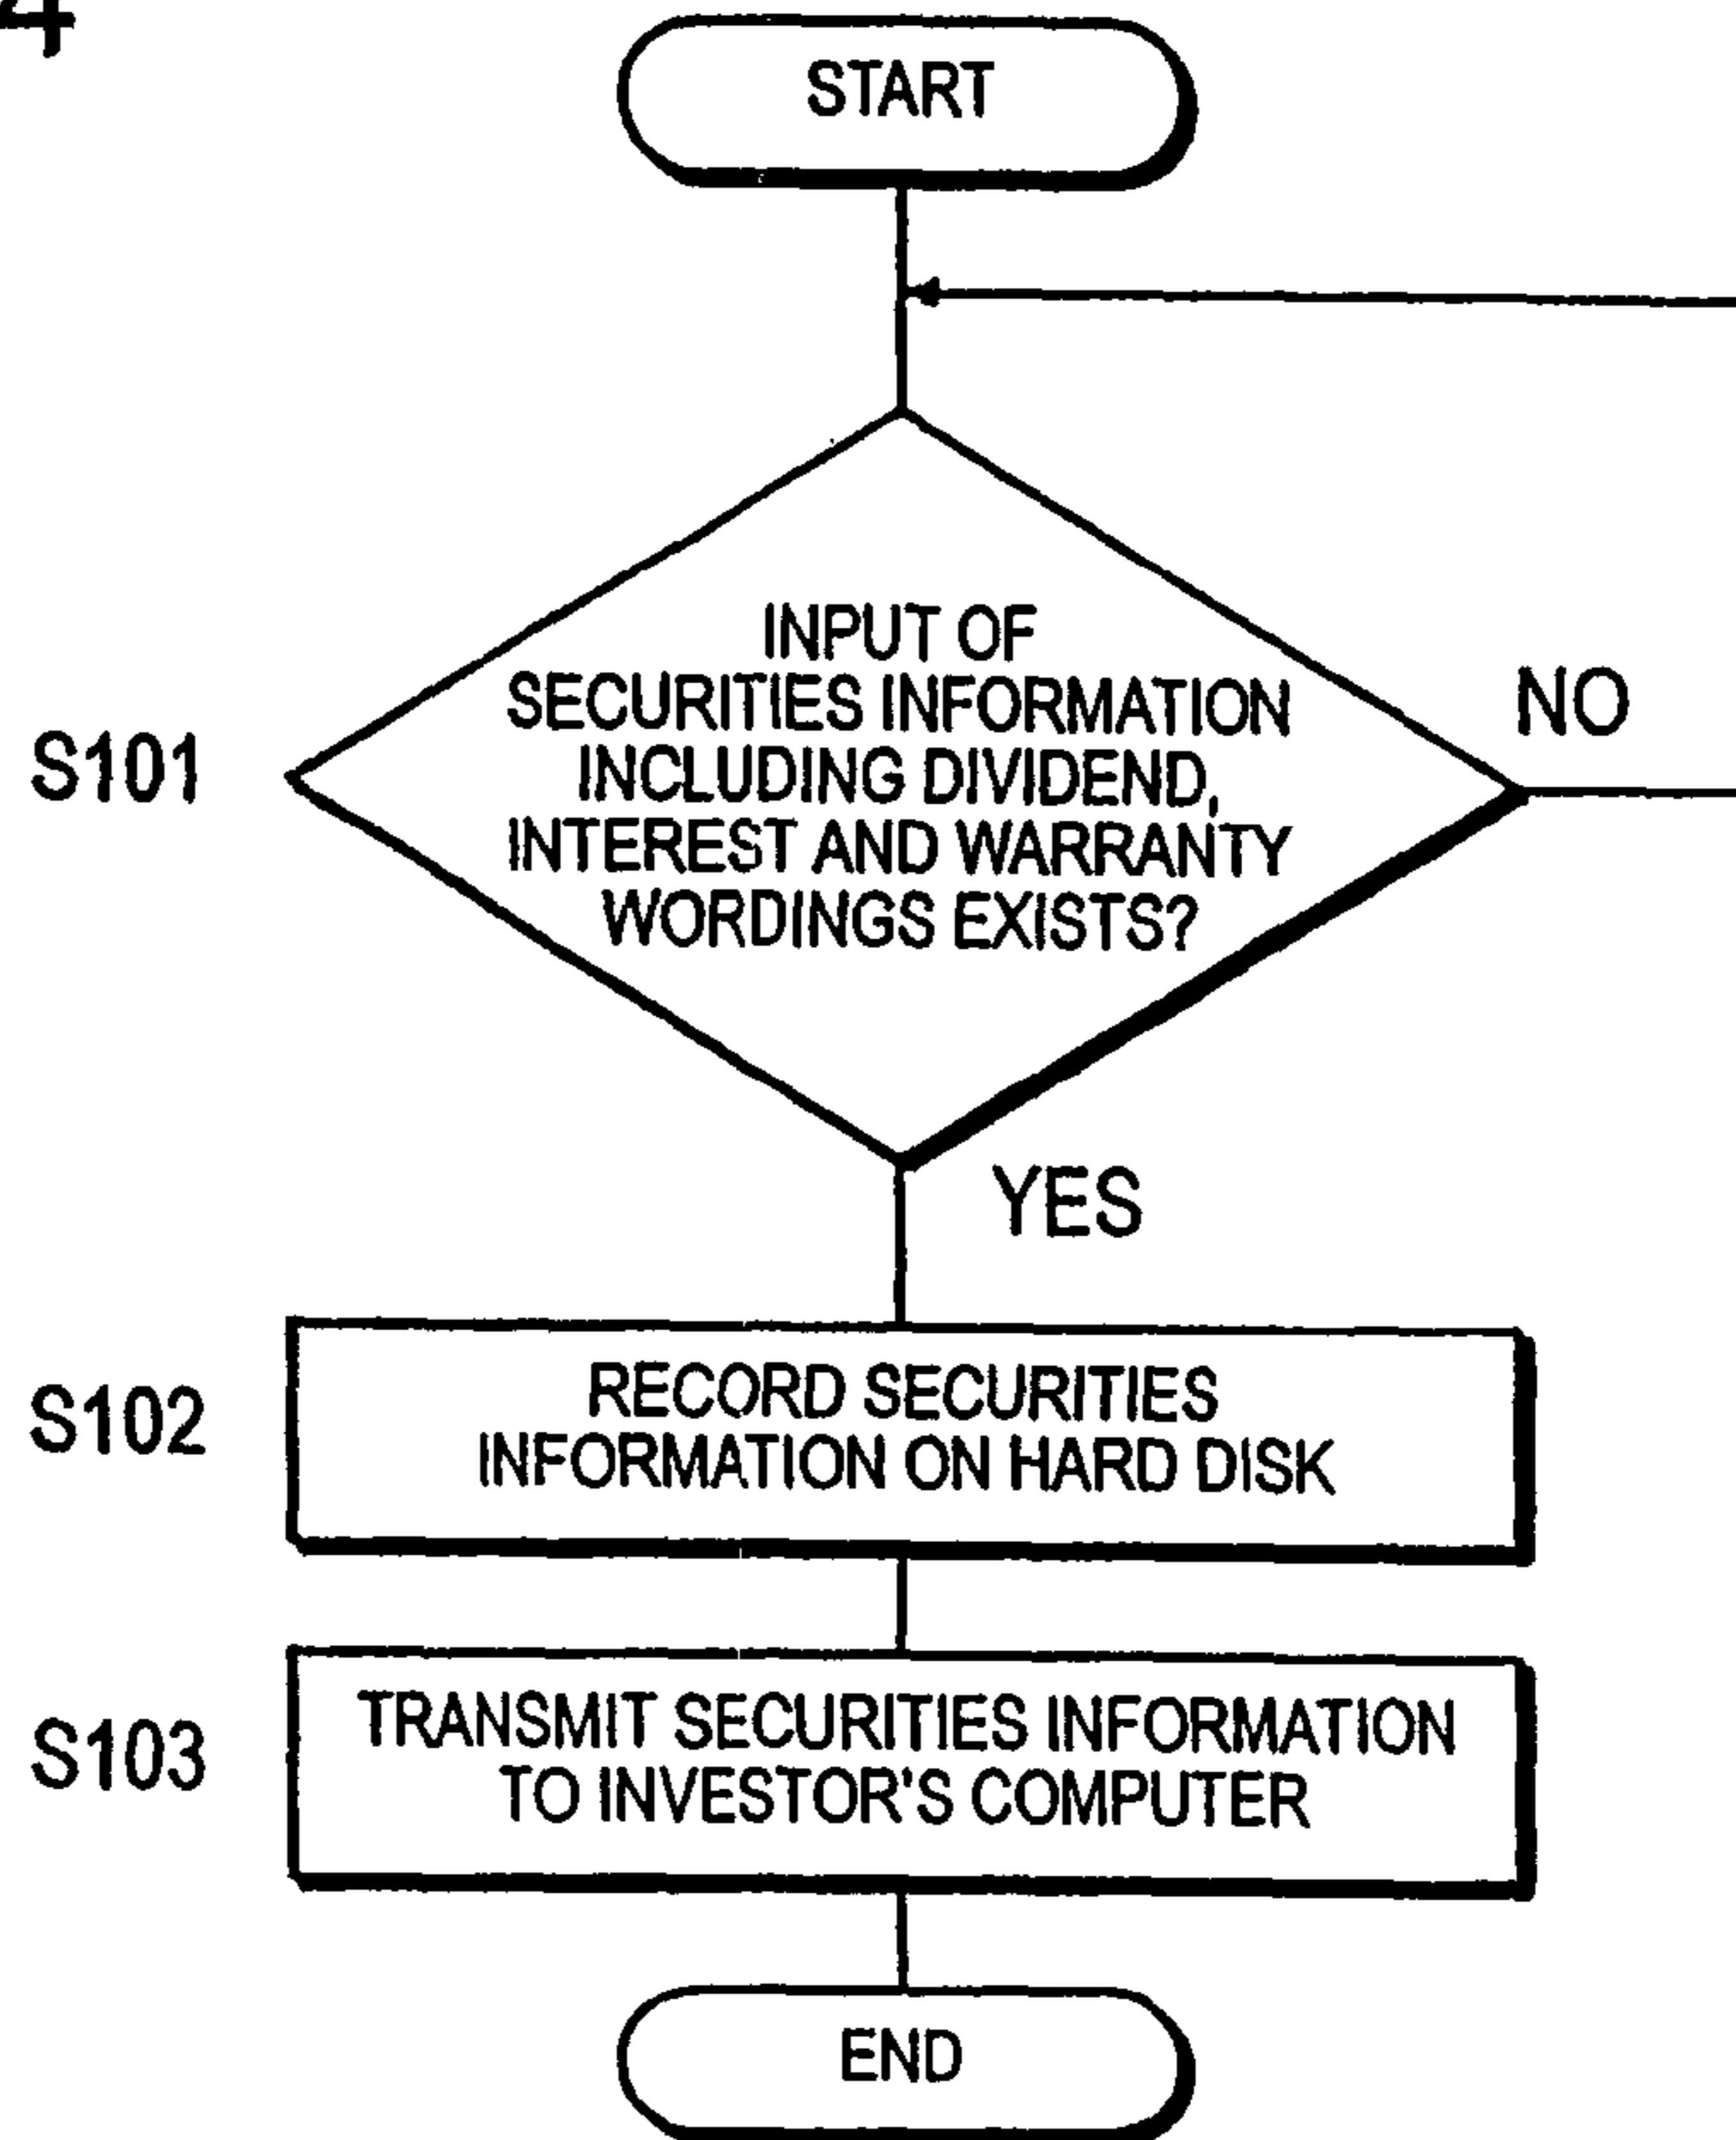 4
START
INPUT OF
SECURITIES INFORMATION
INCLUDING DIVIDEND,
INTEREST AND WARRANTY
WORDINGS EXISTS?
S101
NO
YES
S102
RECORD SECURITIES
INFORMATION ON HARD DISK
S103
TRANSMIT SECURITIES INFORMATION
TO INVESTOR'S COMPUTER
END